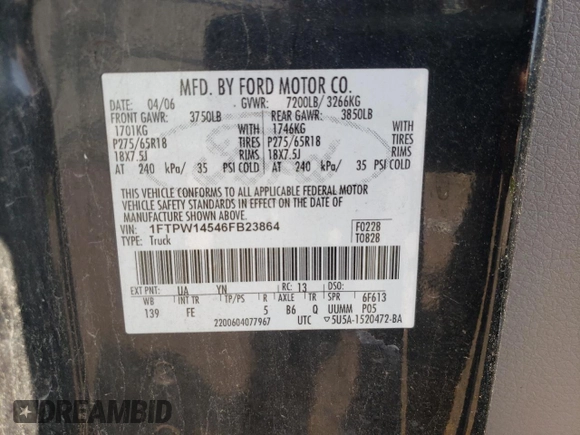 MFD. BY FORD MOTOR CO.
DATE: 04/06 GVWR: 7200LB/ 3266KG
FRONT GAWR: 3750LB REAR GAWR: 3850LB
1701KG WITH 1746KG WITH
P275/65R18 TIRES P275/65R18 TIRES
18X7.5J RIMS 18X7.5J RIMS
AT 240 kPa/ 35 PSI COLD AT 240 kPa/ 35 PSI COLD
THIS VEHICLE CONFORMS TO ALL APPLICABLE FEDERAL MOTOR
VEHICLE SAFETY STANDARDS IN EFFECT ON THE DATE OF
MANUFACTURE SHOWN ABOVE.
VIN: 1FTPW14546FB23864 F0228
TYPE: Truck T0828
EXT PNT: UA YN RC: 13 DSO:
WB INT TR TP/PS R AXLE TR SPR 6F613
139 FE 5 B6 Q UUMM P05
2200604077967 UTC ▽5U5A-1520472-BA
DREAMBID